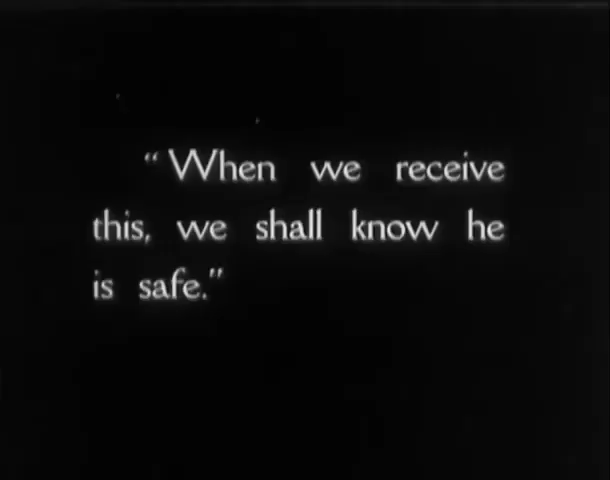 “When we receive
this, we shall know he
is safe.”